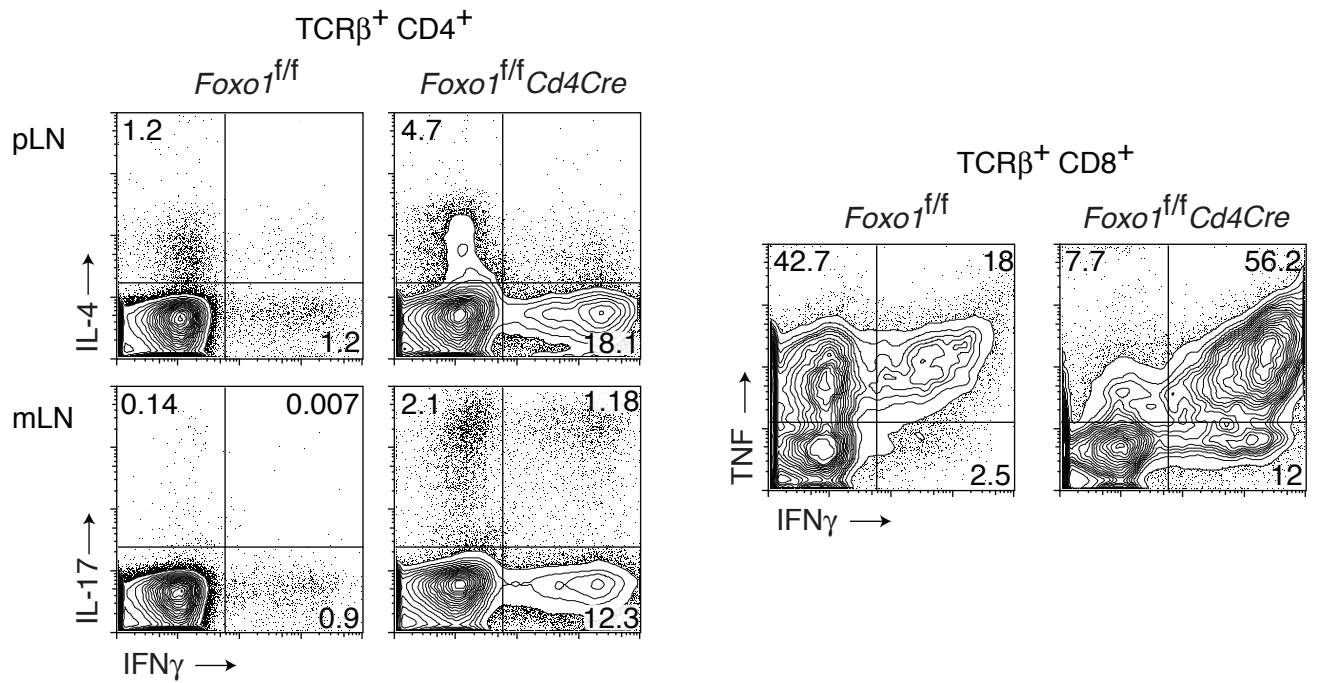 TCRβ+ CD4+
Foxo1f/f
Foxo1f/f Cd4Cre
pLN
IL-4
1.2
1.2
4.7
18.1
mLN
IL-17
0.14
0.007
0.9
2.1
1.18
12.3
IFNγ
TCRβ+ CD8+
Foxo1f/f
Foxo1f/f Cd4Cre
TNF
42.7
18
2.5
7.7
56.2
12
IFNγ